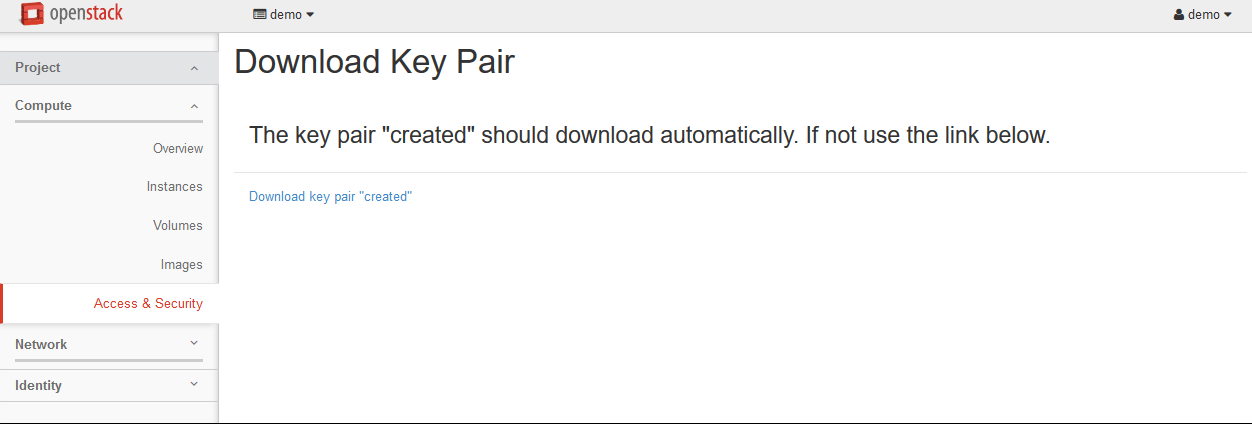 openstack
demo
demo
Project
Compute
Overview
Instances
Volumes
Images
Access & Security
Network
Identity
Download Key Pair
The key pair "created" should download automatically. If not use the link below.
Download key pair "created"